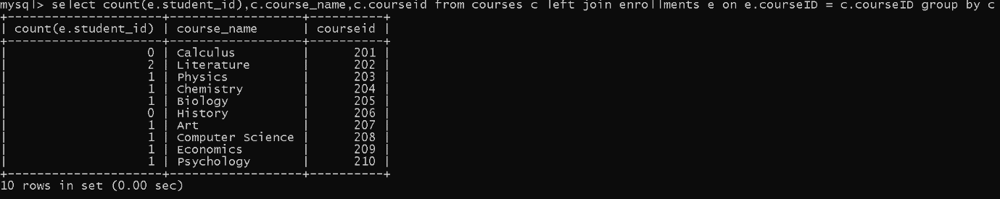 mysql> select count(e.student_id),c.course_name,c.courseid from courses c left join enrollments e on e.courseID = c.courseID group by c
+---------------------+------------------+----------+
| count(e.student_id) | course_name      | courseid |
+---------------------+------------------+----------+
|                   0 | Calculus         |      201 |
|                   2 | Literature       |      202 |
|                   1 | Physics          |      203 |
|                   1 | Chemistry        |      204 |
|                   1 | Biology          |      205 |
|                   0 | History          |      206 |
|                   1 | Art              |      207 |
|                   1 | Computer Science |      208 |
|                   1 | Economics        |      209 |
|                   1 | Psychology       |      210 |
+---------------------+------------------+----------+
10 rows in set (0.00 sec)